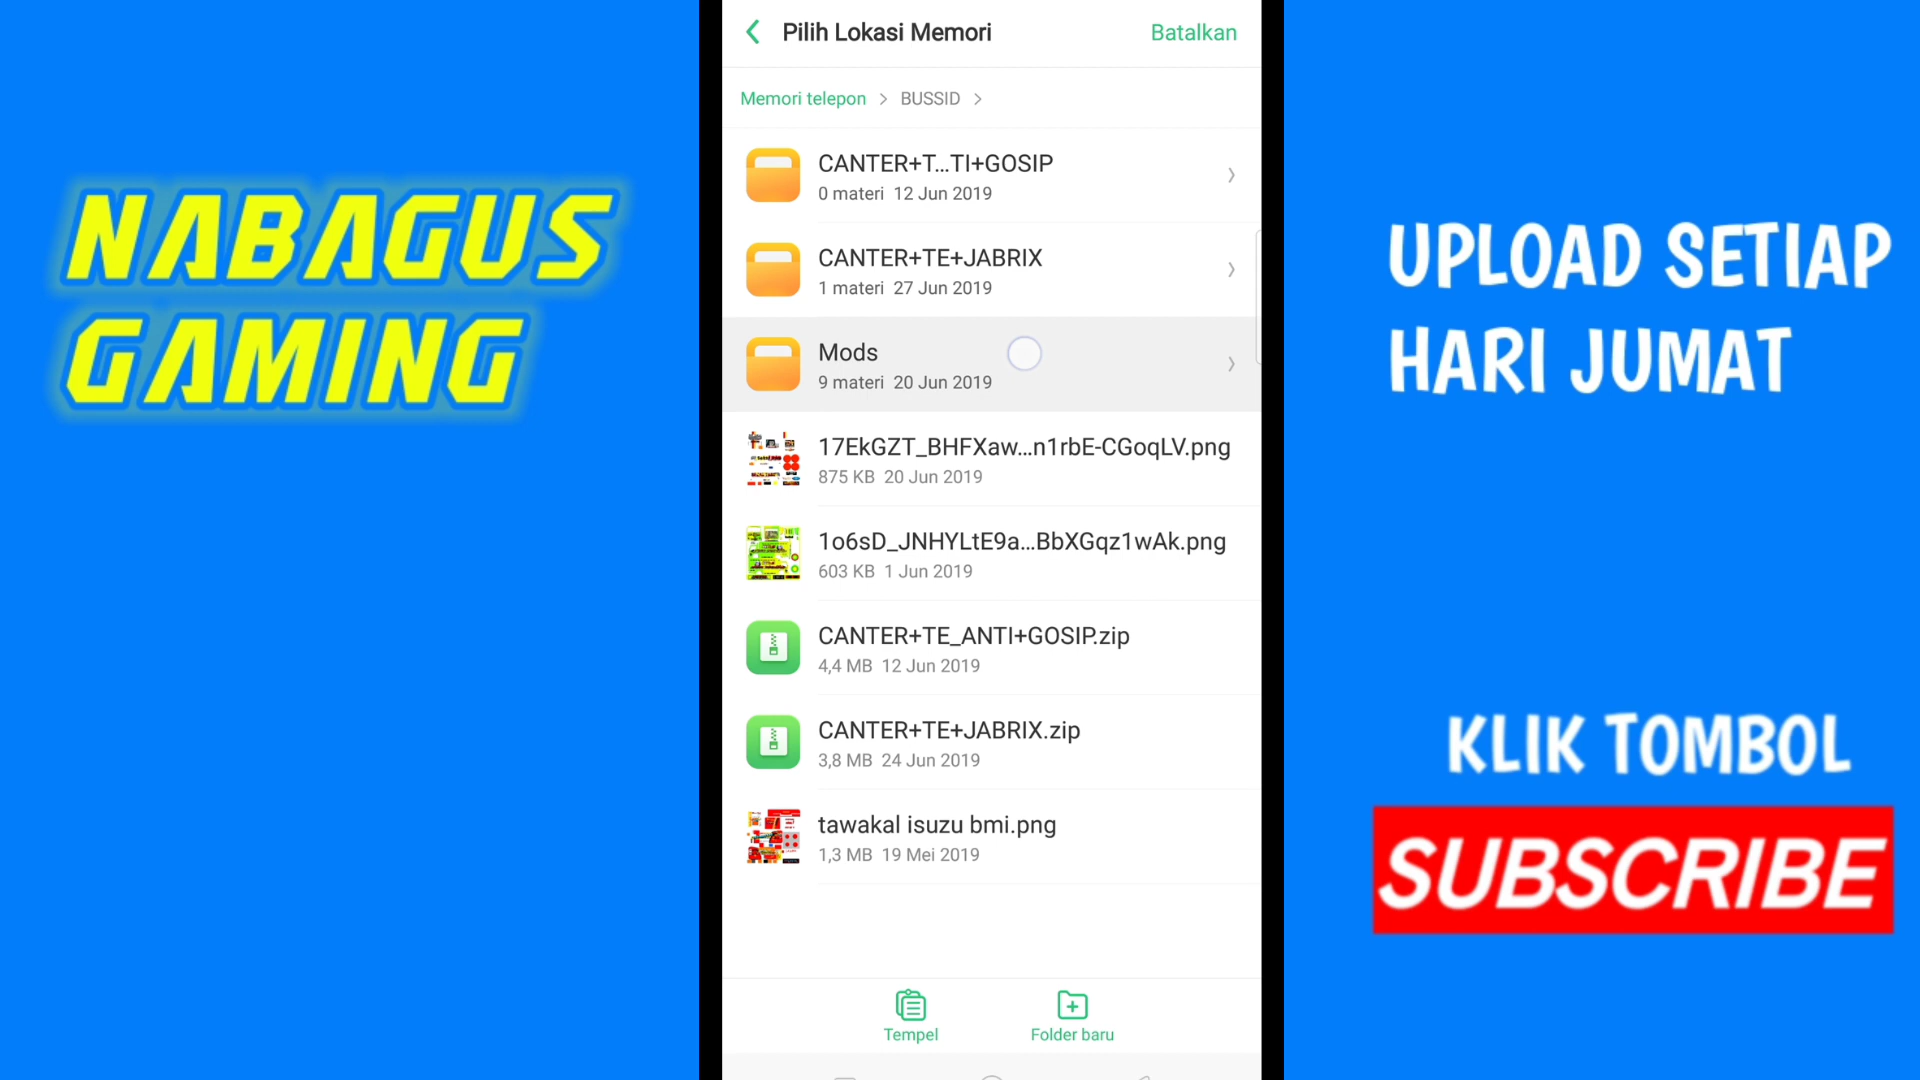 NABAGUS
GAMING
Pilih Lokasi Memori
Batalkan
Memori telepon > BUSSID >
CANTER+T...TI+GOSIP
0 materi 12 Jun 2019
CANTER+TE+JABRIX
1 materi 27 Jun 2019
Mods
9 materi 20 Jun 2019
17EkGZT_BHFXaw...n1rbE-CGoqLV.png
875 KB 20 Jun 2019
1o6sD_JNHYLtE9a...BbXGqz1wAk.png
603 KB 1 Jun 2019
CANTER+TE_ANTI+GOSIP.zip
4,4 MB 12 Jun 2019
CANTER+TE+JABRIX.zip
3,8 MB 24 Jun 2019
tawakal isuzu bmi.png
1,3 MB 19 Mei 2019
Tempel
Folder baru
UPLOAD SETIAP
HARI JUMAT
KLIK TOMBOL
SUBSCRIBE